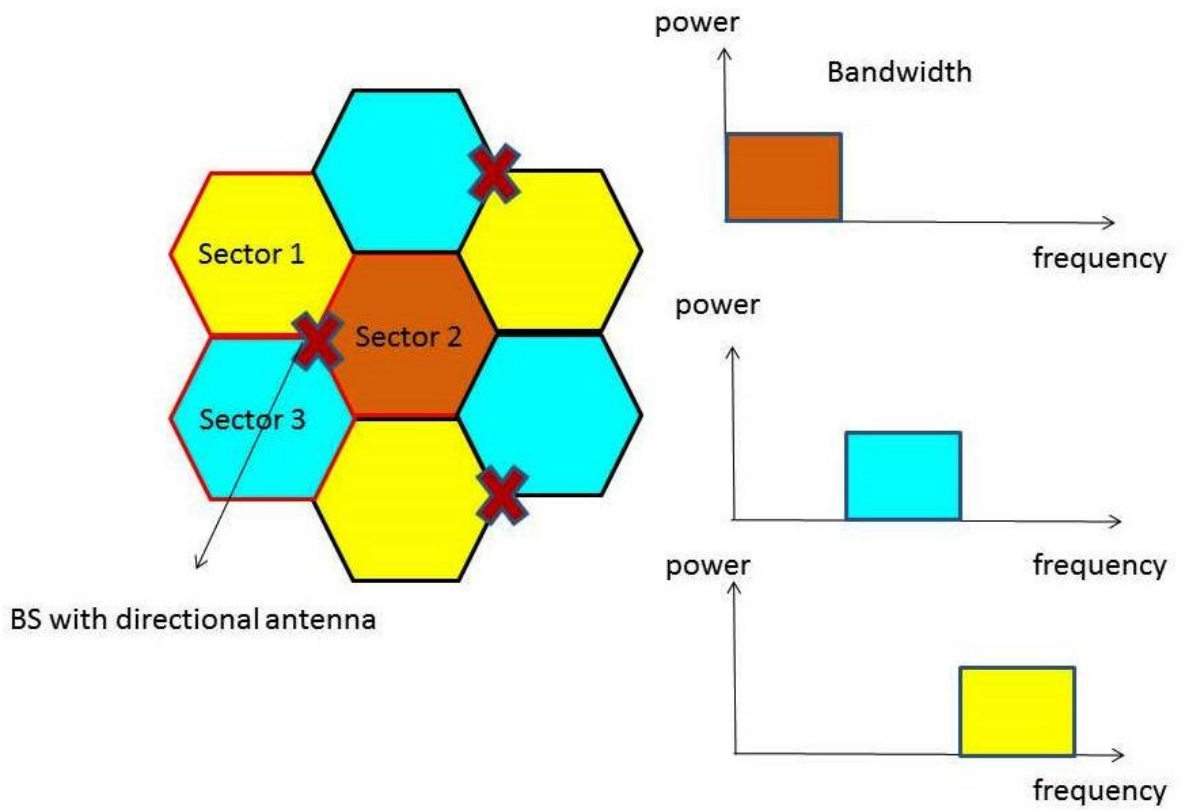 power
Bandwidth
frequency
Sector 1
Sector 2
Sector 3
BS with directional antenna
power
frequency
power
frequency